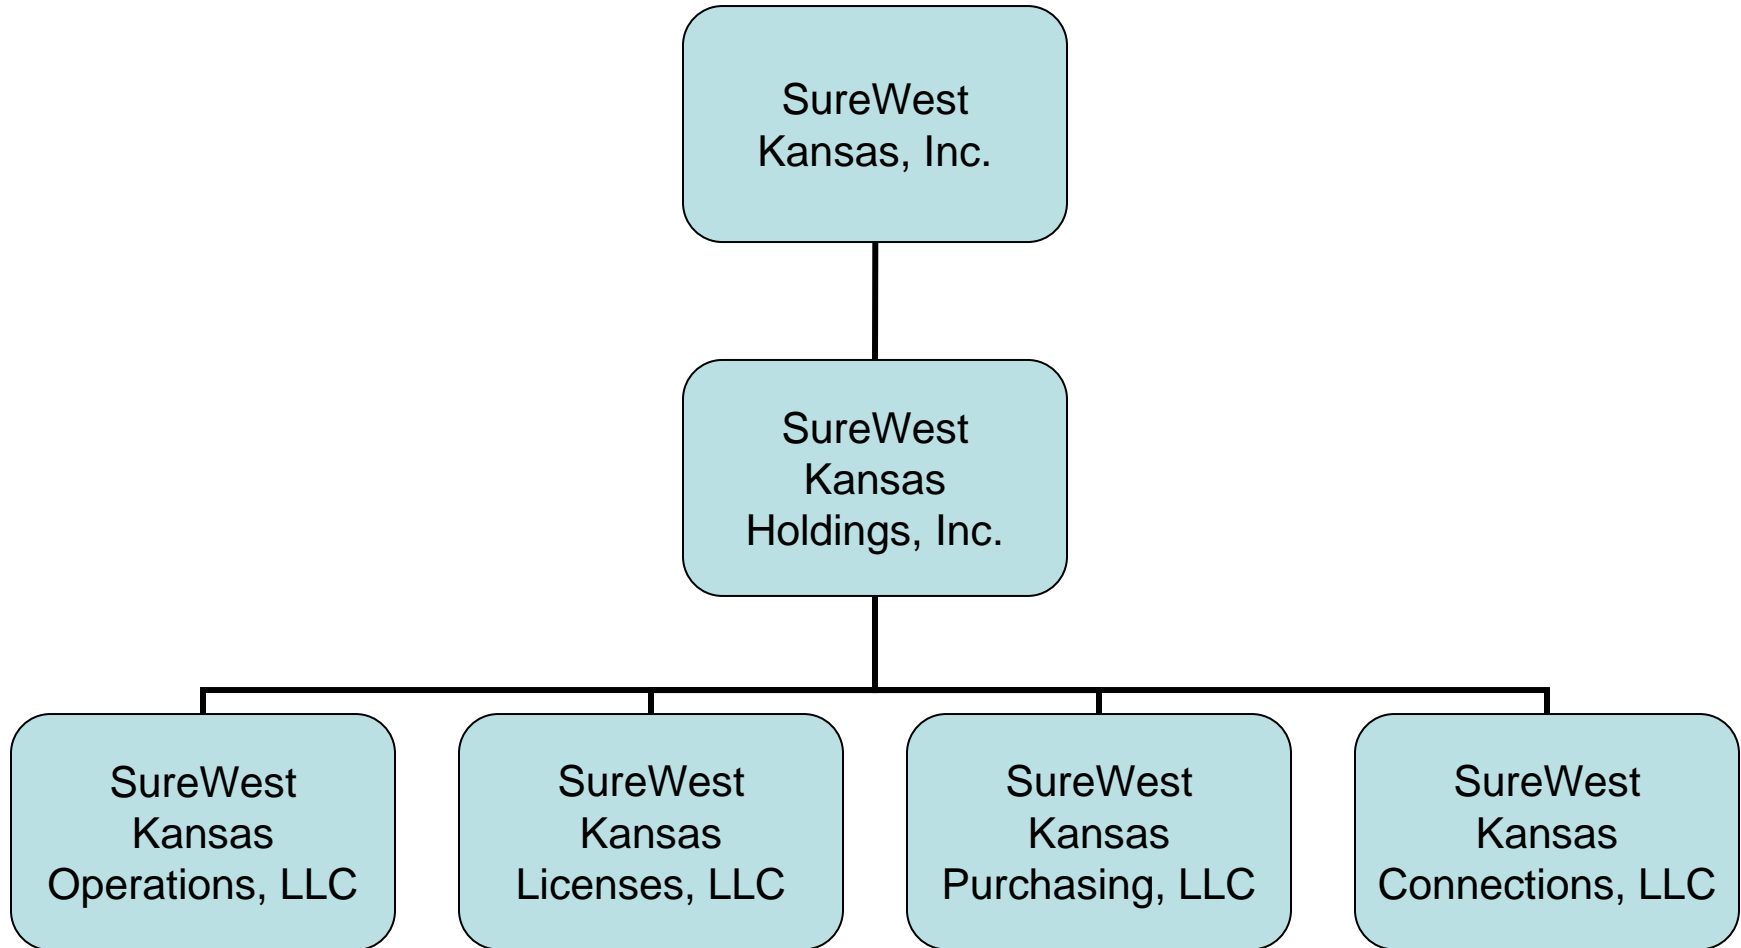 SureWest
Kansas, Inc.
SureWest
Kansas
Holdings, Inc.
SureWest
Kansas
Operations, LLC
SureWest
Kansas
Licenses, LLC
SureWest
Kansas
Purchasing, LLC
SureWest
Kansas
Connections, LLC